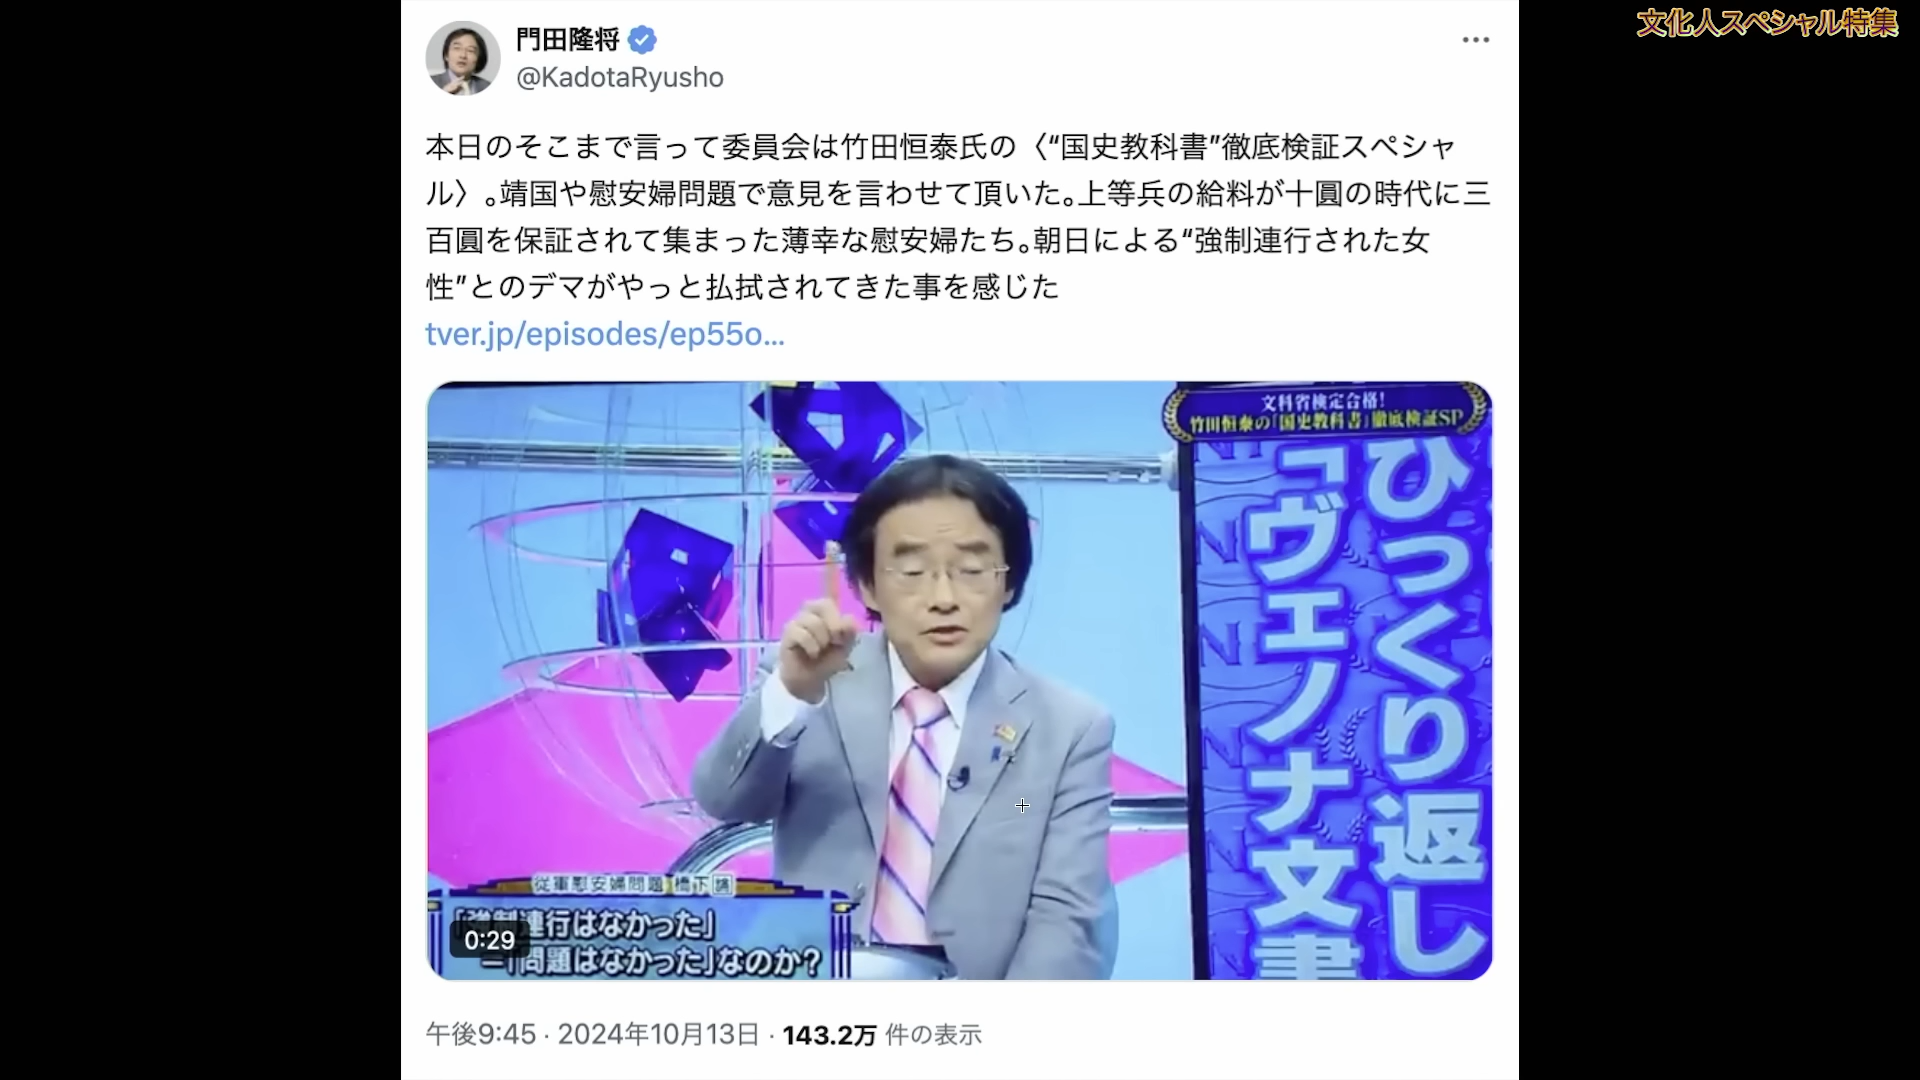 文化人スペシャル特集
門田隆将
@KadotaRyusho
本日のそこまで言って委員会は竹田恒泰氏の〈“国史教科書”徹底検証スペシャ
ル〉。靖国や慰安婦問題で意見を言わせて頂いた。上等兵の給料が十圓の時代に三
百圓を保証されて集まった薄幸な慰安婦たち。朝日による“強制連行された女
性”とのデマがやっと払拭されてきた事を感じた
tver.jp/episodes/ep55o...
文科省検定合格!
竹田恒泰の「国史教科書」徹底検証SP
ひっくり返し
「ヴェノナ文書
従軍慰安婦問題 橋下論
「強制連行はなかった」
=「問題はなかった」なのか?
0:29
午後9:45 · 2024年10月13日 · 143.2万 件の表示